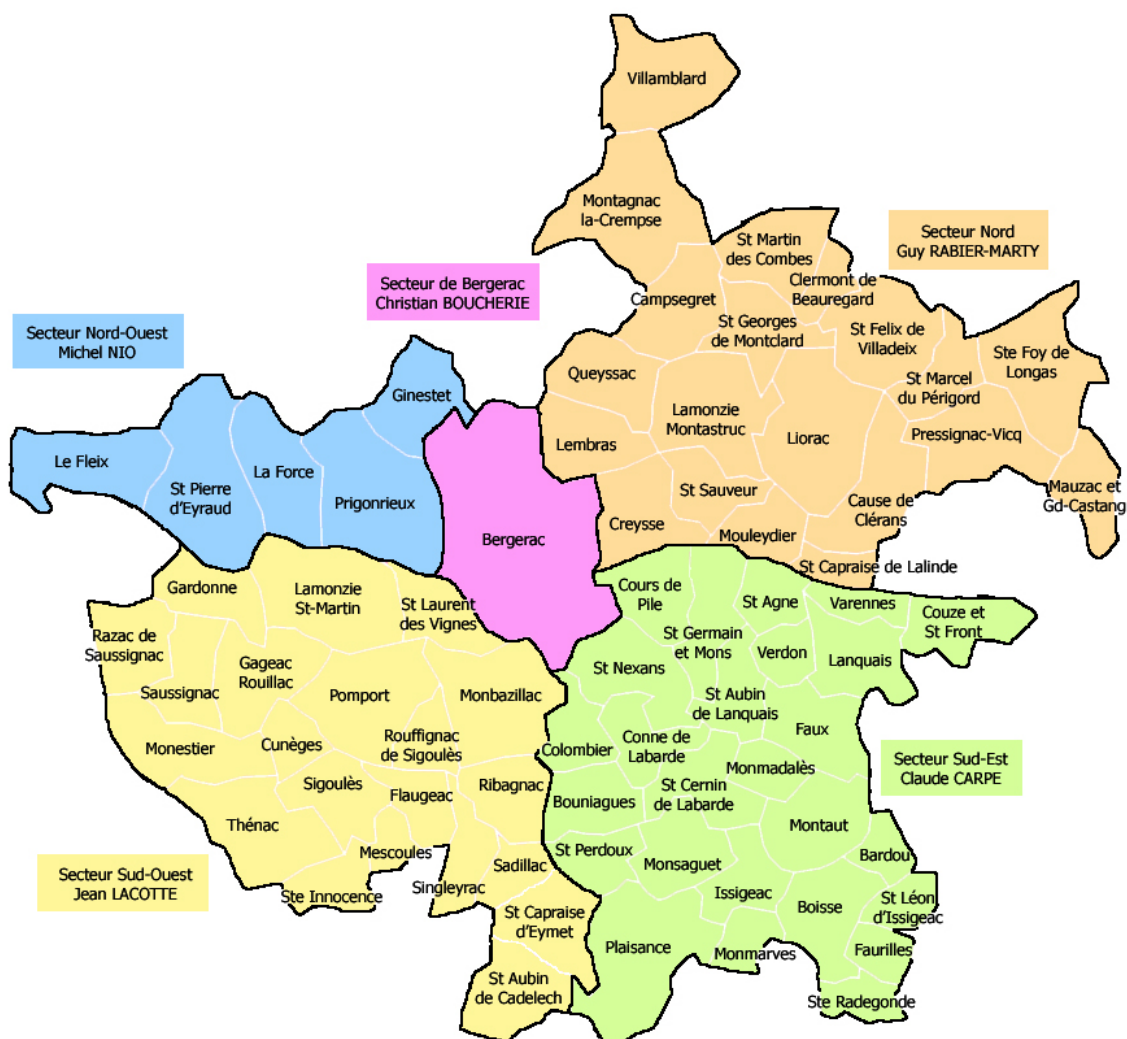 Villamblard
Montagnac
la-Crempse
Secteur Nord
Guy RABIER-MARTY
St Martin
des Combes
Clermont de
Beauregard
Secteur de Bergerac
Christian BOUCHERIE
Campsegret
St Georges
de Montclard
St Felix de
Villadeix
Secteur Nord-Ouest
Michel NIO
Ste Foy de
Longas
Ginestet
Queyssac
St Marcel
du Périgord
Lamonzie
Montastruc
Liorac
Lembras
Pressignac-Vicq
Le Fleix
La Force
St Pierre
d'Eyraud
Prigonrieux
St Sauveur
Mauzac et
Gd-Castang
Cause de
Clérans
Creysse
Mouleydier
Bergerac
St Capraise de Lalinde
Gardonne
Lamonzie
St-Martin
St Laurent
des Vignes
Cours de
Pile
St Agne
Varennes
Couze et
St Front
Razac de
Saussignac
St Germain
et Mons
Verdon
Lanquais
Gageac
Rouillac
St Nexans
Saussignac
Pomport
Monbazillac
St Aubin
de Lanquais
Faux
Monestier
Cunèges
Rouffignac
de Sigoulès
Colombier
Conne de
Labarde
Secteur Sud-Est
Claude CARPE
Monmadalès
Sigoulès
Flaugeac
Ribagnac
Bouniagues
St Cernin
de Labarde
Thénac
Montaut
Mescoules
St Perdoux
Monsaguet
Bardou
Secteur Sud-Ouest
Jean LACOTTE
Sadillac
Ste Innocence
Singleyrac
Issigeac
Boisse
St Léon
d'Issigeac
St Capraise
d'Eymet
Plaisance
Monmarves
Faurilles
St Aubin
de Cadelech
Ste Radegonde